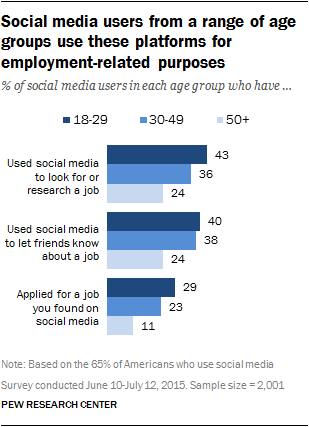 Social media users from a range of age
groups use these platforms for
employment-related purposes
% of social media users in each age group who have ...
18-29 30-49 50+
Used social media
to look for or
research a job
43
36
24
Used social media
to let friends know
about a job
40
38
24
Applied for a job
you found on
social media
29
23
11
Note: Based on the 65% of Americans who use social media
Survey conducted June 10-July 12, 2015. Sample size = 2,001
PEW RESEARCH CENTER